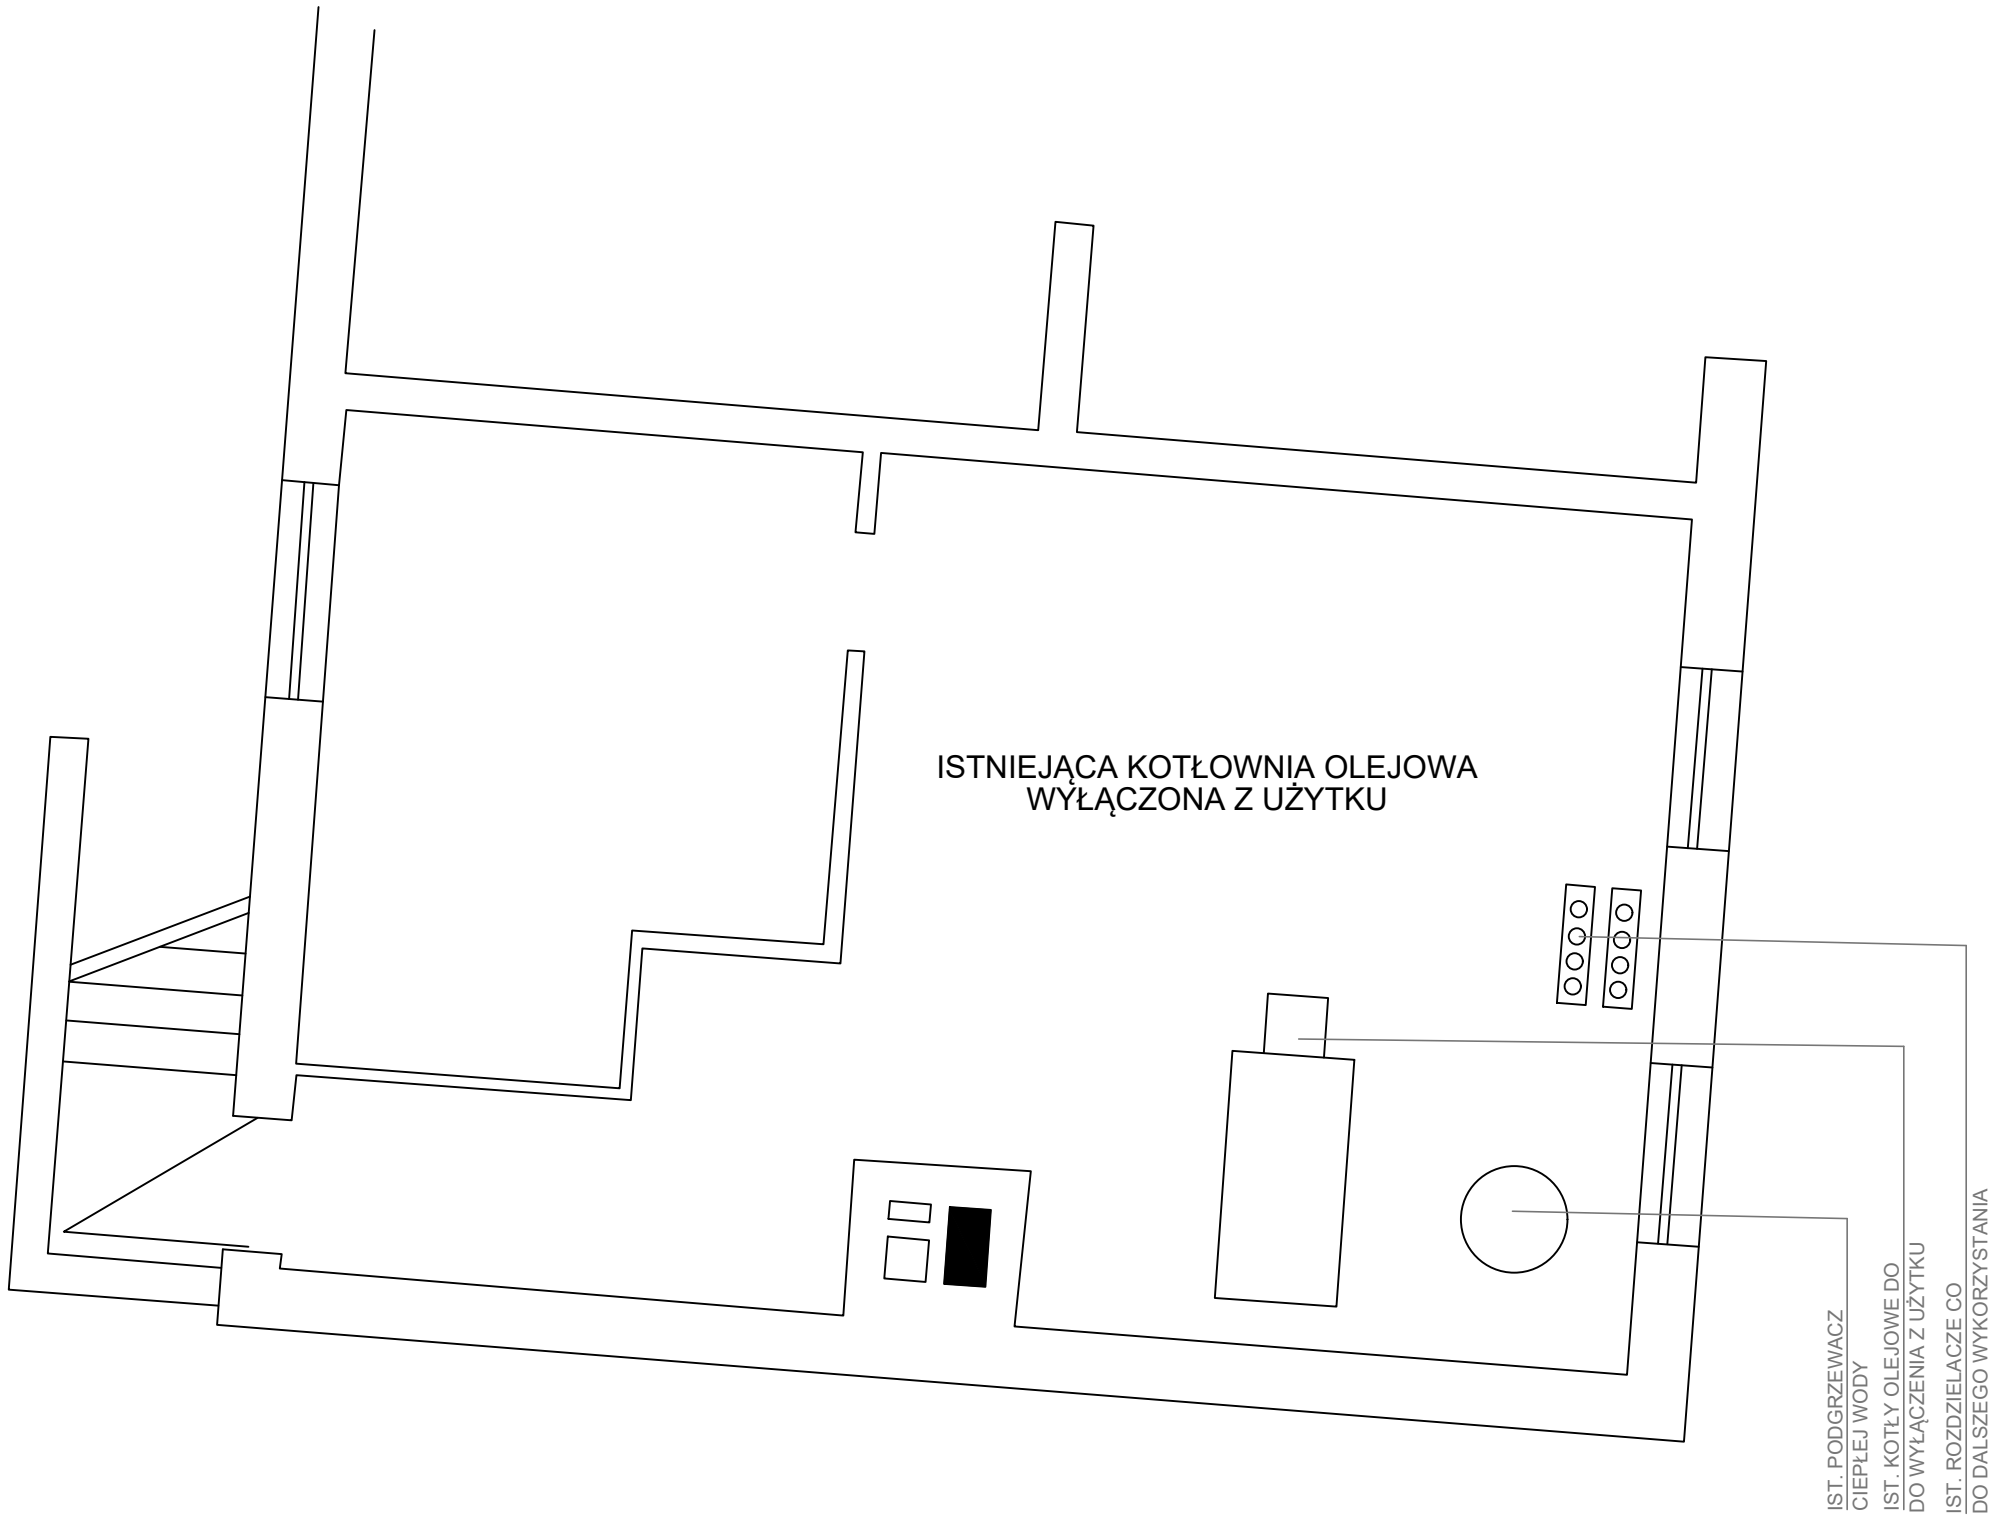 ISTNIEJĄCA KOTŁOWNIA OLEJOWA
WYŁĄCZONA Z UŻYTKU
IST. PODGRZEWACZ
CIEPŁEJ WODY
IST. KOTŁY OLEJOWE DO
DO WYŁĄCZENIA Z UŻYTKU
IST. ROZDZIELACZE CO
DO DALSZEGO WYKORZYSTANIA